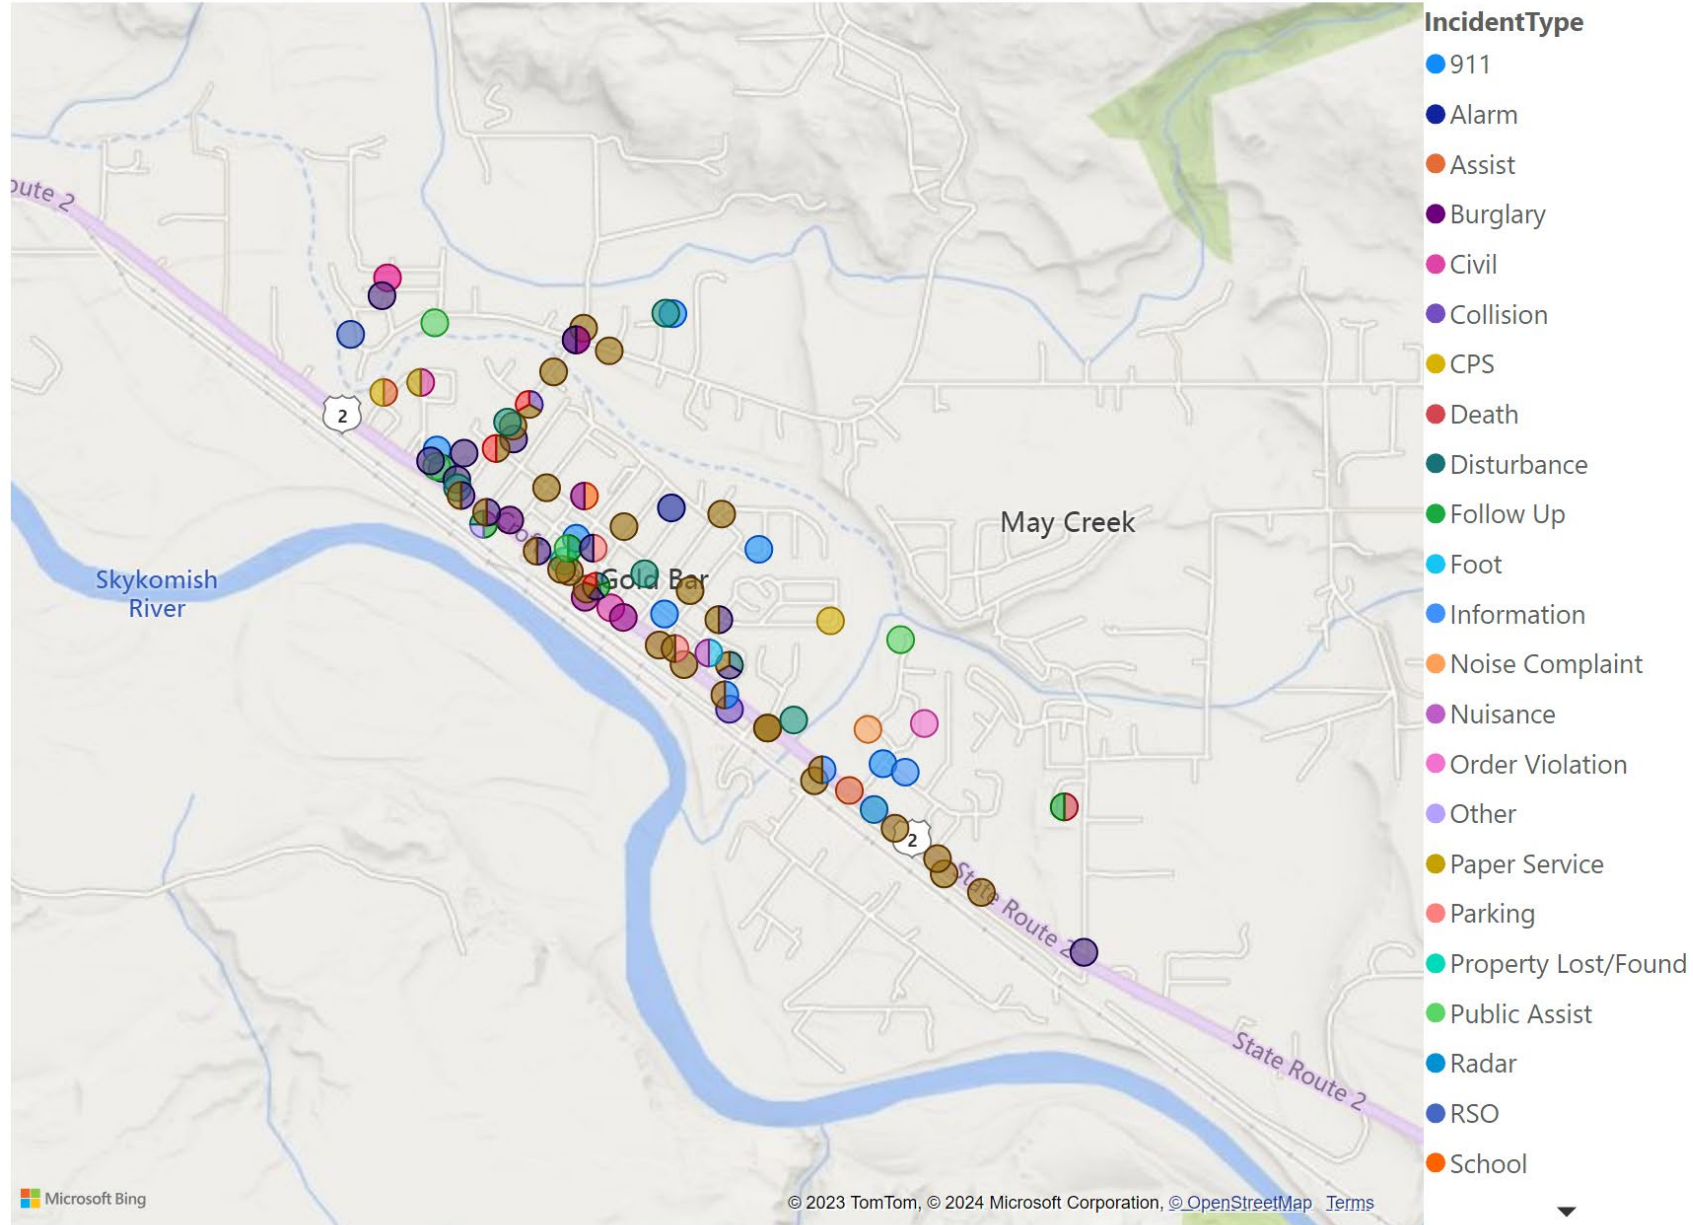 IncidentType
911
Alarm
Assist
Burglary
Civil
Collision
CPS
Death
Disturbance
Follow Up
Foot
Information
Noise Complaint
Nuisance
Order Violation
Other
Paper Service
Parking
Property Lost/Found
Public Assist
Radar
RSO
School
oute 2
2
May Creek
Skykomish
River
Gold Bar
2
State Route 2
State Route 2
Microsoft Bing
© 2023 TomTom, © 2024 Microsoft Corporation, © OpenStreetMap Terms